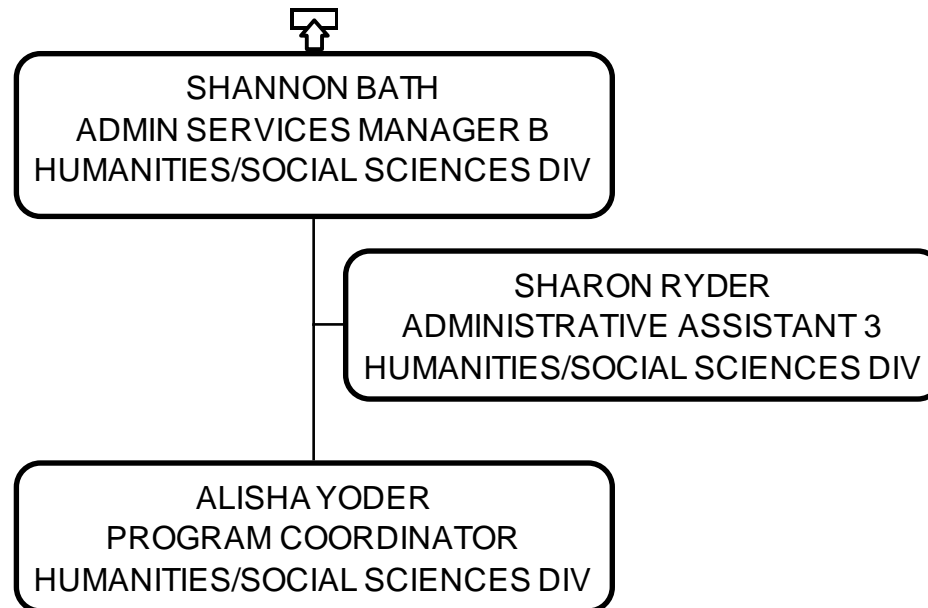 SHANNON BATH
ADMIN SERVICES MANAGER B
HUMANITIES/SOCIAL SCIENCES DIV
SHARON RYDER
ADMINISTRATIVE ASSISTANT 3
HUMANITIES/SOCIAL SCIENCES DIV
ALISHA YODER
PROGRAM COORDINATOR
HUMANITIES/SOCIAL SCIENCES DIV